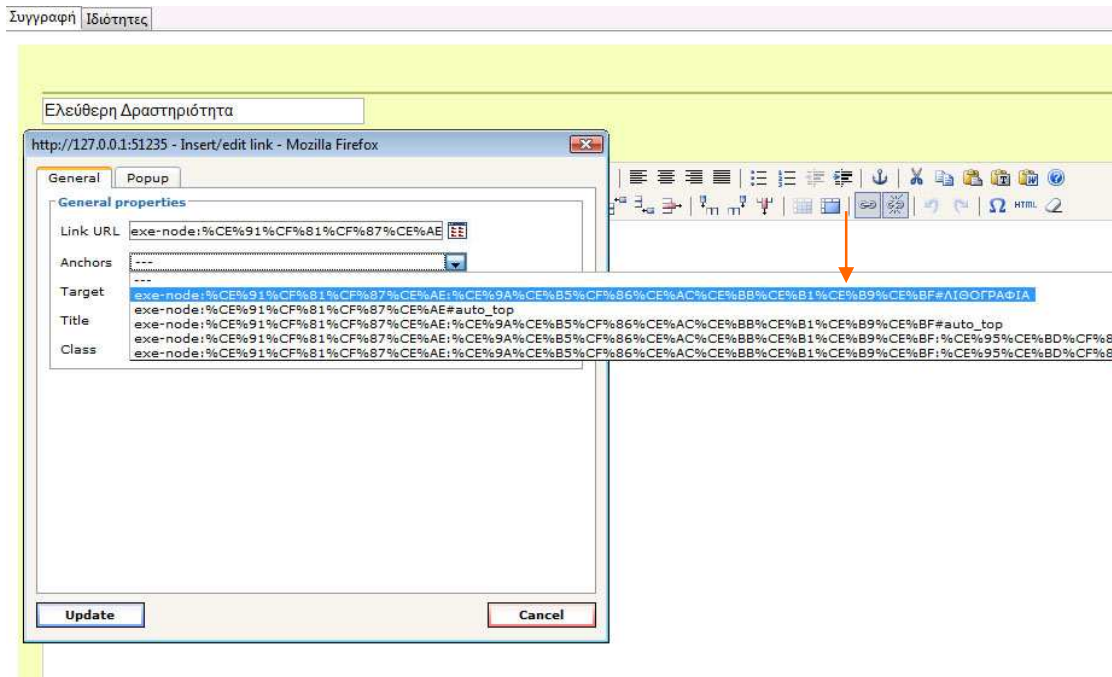 Συγγραφή Ιδιότητες
Ελεύθερη Δραστηριότητα
http://127.0.0.1:51235 - Insert/edit link - Mozilla Firefox
General Popup
General properties
Link URL exe-node:%CE%91%CF%81%CF%87%CE%AE
Anchors ---
---
Target exe-node:%CE%91%CF%81%CF%87%CE%AE:%CE%9A%CE%B5%CF%86%CE%AC%CE%BB%CE%B1%CE%B9%CE%BF#ΛΙΘΟΓΡΑΦΙΑ
exe-node:%CE%91%CF%81%CF%87%CE%AE#auto_top
Title exe-node:%CE%91%CF%81%CF%87%CE%AE:%CE%9A%CE%B5%CF%86%CE%AC%CE%BB%CE%B1%CE%B9%CE%BF#auto_top
exe-node:%CE%91%CF%81%CF%87%CE%AE:%CE%9A%CE%B5%CF%86%CE%AC%CE%BB%CE%B1%CE%B9%CE%BF:%CE%95%CE%BD%CF%8
Class exe-node:%CE%91%CF%81%CF%87%CE%AE:%CE%9A%CE%B5%CF%86%CE%AC%CE%BB%CE%B1%CE%B9%CE%BF:%CE%95%CE%BD%CF%8
HTML
Update Cancel